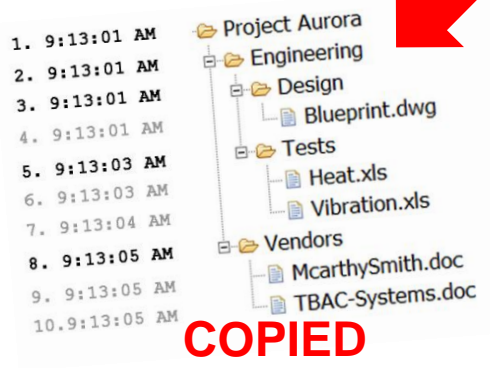 1. 9:13:01 AM Project Aurora
2. 9:13:01 AM Engineering
3. 9:13:01 AM Design
4. 9:13:01 AM Blueprint.dwg
5. 9:13:03 AM Tests
6. 9:13:03 AM Heat.xls
7. 9:13:04 AM Vibration.xls
8. 9:13:05 AM Vendors
9. 9:13:05 AM McarthySmith.doc
10.9:13:05 AM TBAC-Systems.doc
COPIED